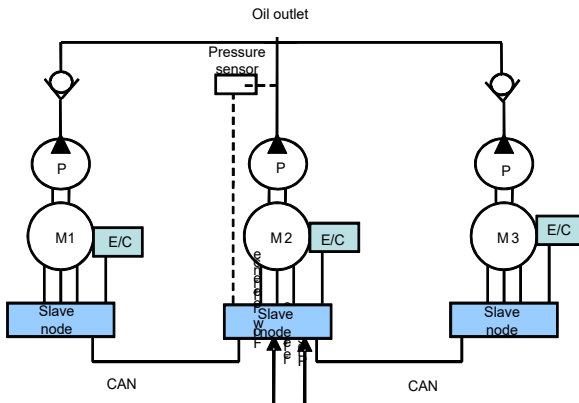 Oil outlet
Pressure
sensor
P
P
P
M1
E/C
M2
E/C
M3
E/C
Slave
node
Slave
node
Slave
node
CAN
CAN